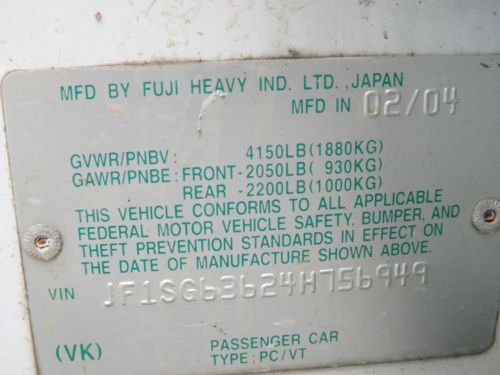 MFD BY FUJI HEAVY IND. LTD., JAPAN
MFD IN 02/04
GVWR/PNBV : 4150LB(1880KG)
GAWR/PNBE : FRONT-2050LB( 930KG)
REAR -2200LB(1000KG)
THIS VEHICLE CONFORMS TO ALL APPLICABLE
FEDERAL MOTOR VEHICLE SAFETY, BUMPER, AND
THEFT PREVENTION STANDARDS IN EFFECT ON
THE DATE OF MANUFACTURE SHOWN ABOVE.
VIN JF1SG63624H756949
(VK) PASSENGER CAR
TYPE : PC/VT